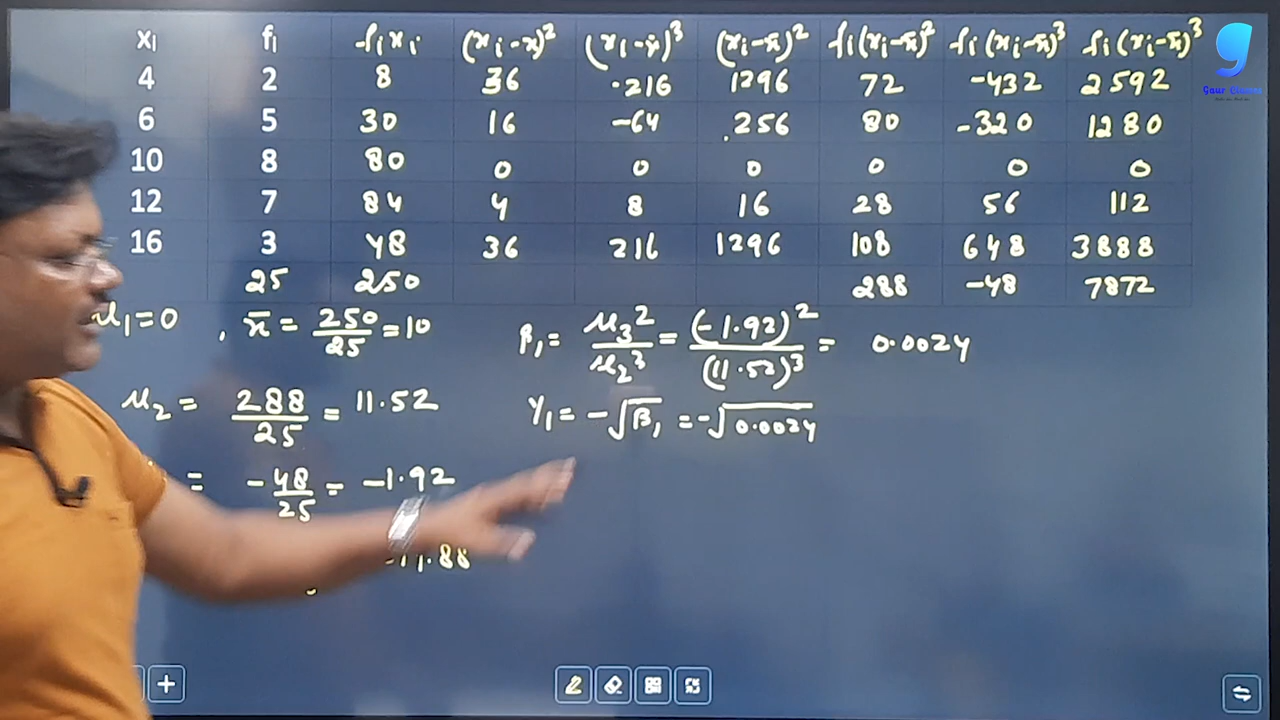 xi fi fixi (xi-x)² (xi-x̄)³ (xi-x̄)² fi(xi-x̄)² fi(xi-x̄)³ fi(xi-x̄)³
4 2 8 36 -216 1296 72 -432 2592
6 5 30 16 -64 256 80 -320 1280
10 8 80 0 0 0 0 0 0
12 7 84 4 8 16 28 56 112
16 3 48 36 216 1296 108 648 3888
25 250 288 -48 7872
μ₁=0 , x̄ = 250/25 = 10
μ₂ = 288/25 = 11.52
= -48/25 = -1.92
β₁ = μ₃²/μ₂³ = (-1.92)²/(11.52)³ = 0.0024
γ₁ = -√β₁ = -√0.0024
Gaur Classes